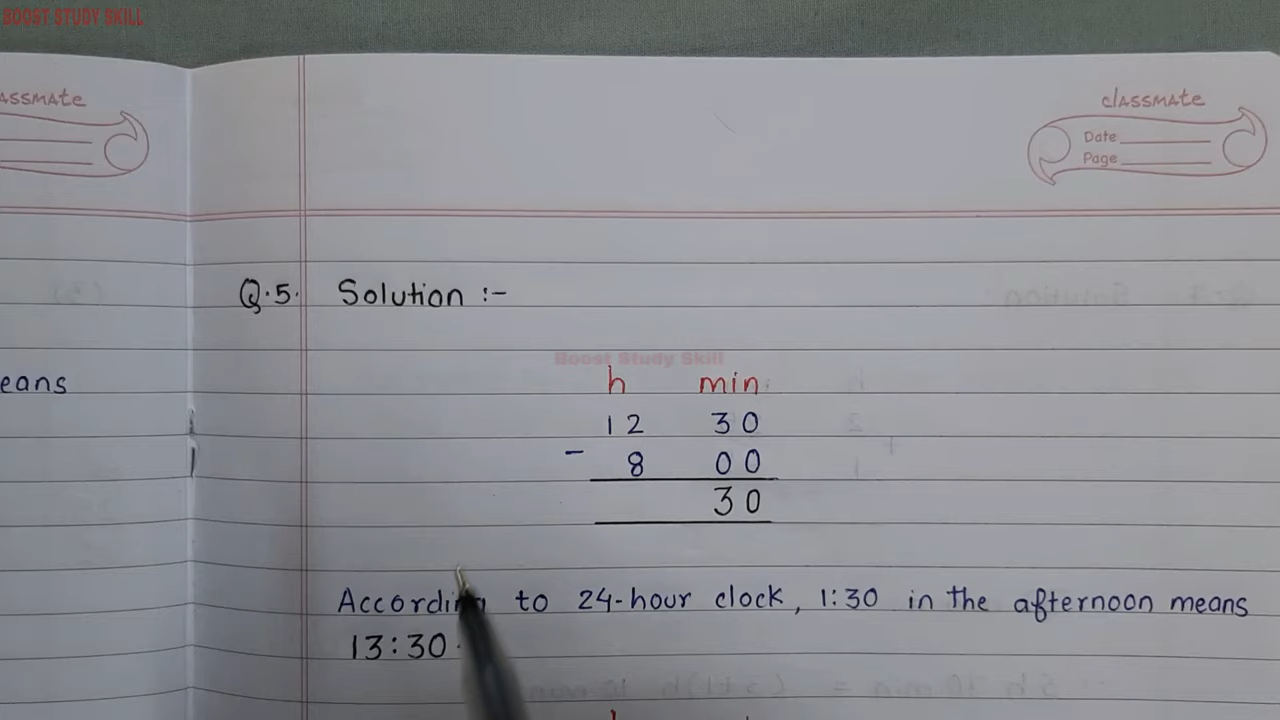 BOOST STUDY SKILL
classmate
Date
Page
Q.5. Solution :-
eans
Boost Study Skill
h min.
12 30
- 8 00
30
According to 24-hour clock, 1:30 in the afternoon means
13:30.